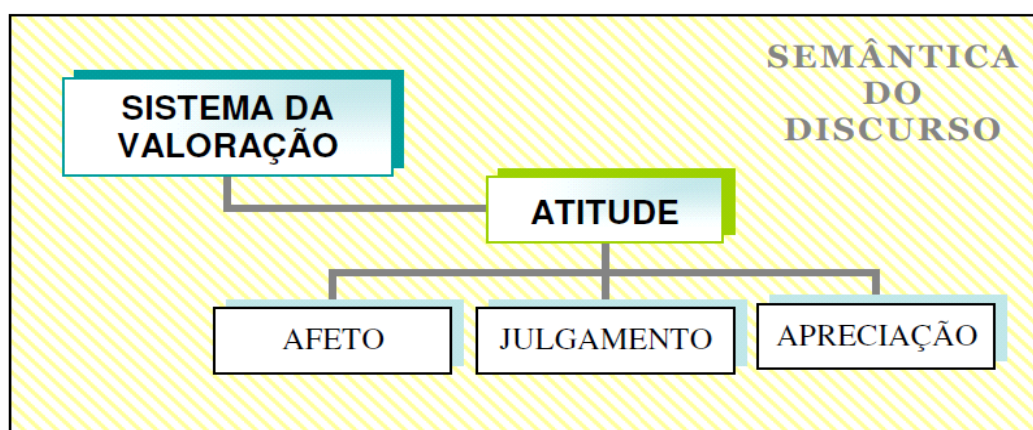 SEMÂNTICA
DO
DISCURSO
SISTEMA DA
VALORAÇÃO
ATITUDE
AFETO
JULGAMENTO
APRECIAÇÃO